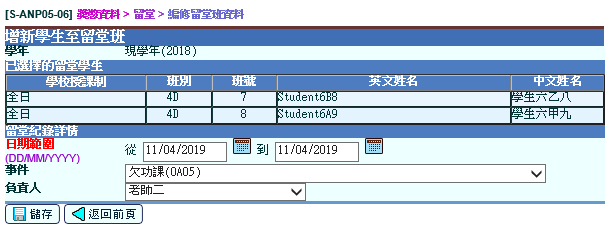 [S-ANP05-06] 獎懲資料 > 留堂 > 編修留堂班資料
增新學生至留堂班
學年 現學年(2018)
已選擇的留堂學生
學校授課制 班別 班號 英文姓名 中文姓名
全日 4D 7 Student6B8 學生六乙八
全日 4D 8 Student6A9 學生六甲九
留堂紀錄詳情
日期範圍 從 11/04/2019 到 11/04/2019
(DD/MM/YYYY)
事件 欠功課(0A05)
負責人 老師二
儲存 返回前頁